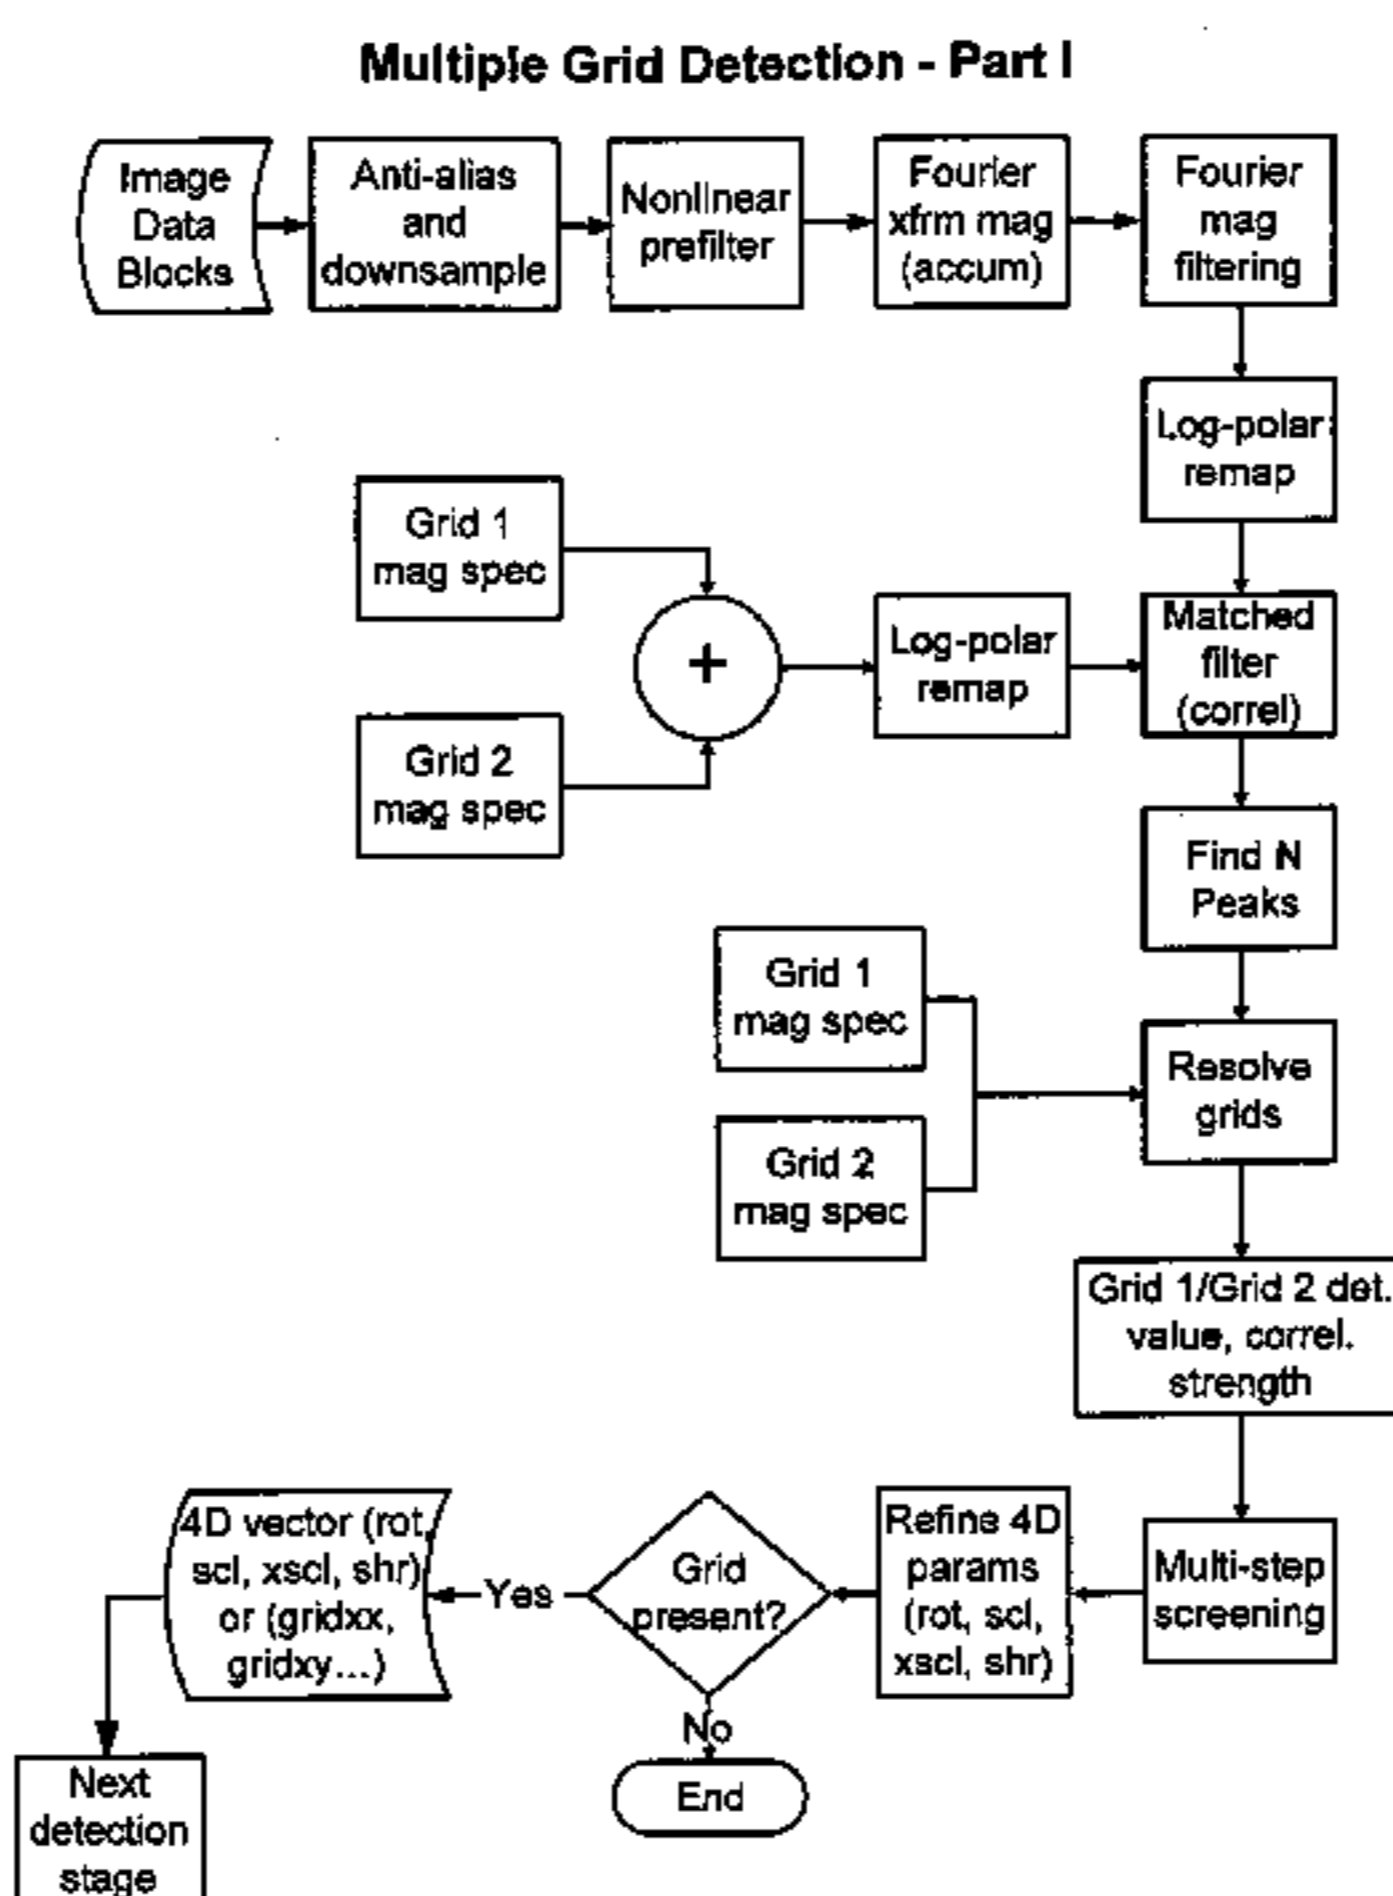 Multiple Grid Detection - Part I
Image
Data
Blocks
Anti-alias
and
downsample
Nonlinear
prefilter
Fourier
xfrm mag
(accum)
Fourier
mag
filtering
Log-polar
remap
Grid 1
mag spec
+
Grid 2
mag spec
Log-polar
remap
Matched
filter
(correl)
Find N
Peaks
Grid 1
mag spec
Grid 2
mag spec
Resolve
grids
Grid 1/Grid 2 det.
value, correl.
strength
Multi-step
screening
Refine 4D
params
(rot, scl,
xscl, shr)
Grid
present?
Yes
No
End
4D vector (rot,
scl, xscl, shr)
or (gridxx,
gridxy...)
Next
detection
stage